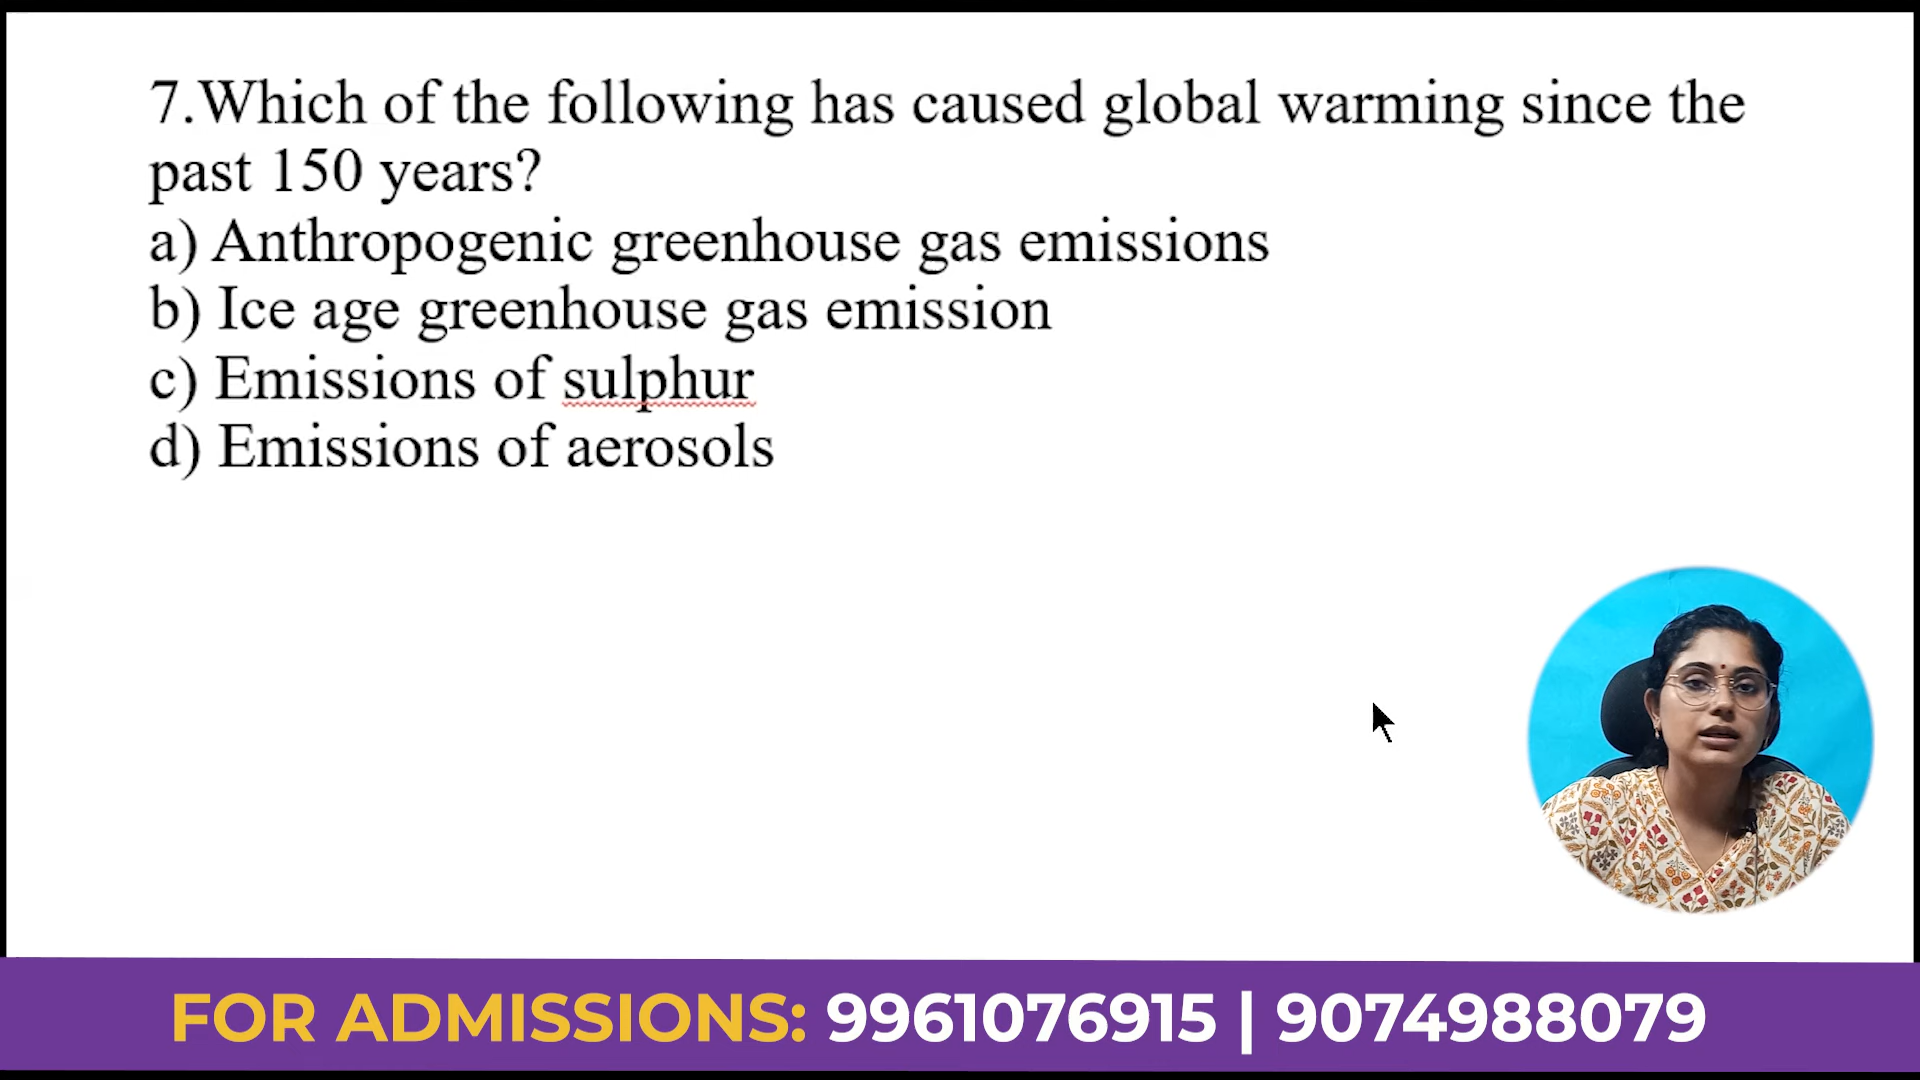 7.Which of the following has caused global warming since the
past 150 years?
a) Anthropogenic greenhouse gas emissions
b) Ice age greenhouse gas emission
c) Emissions of sulphur
d) Emissions of aerosols
FOR ADMISSIONS: 9961076915 | 9074988079